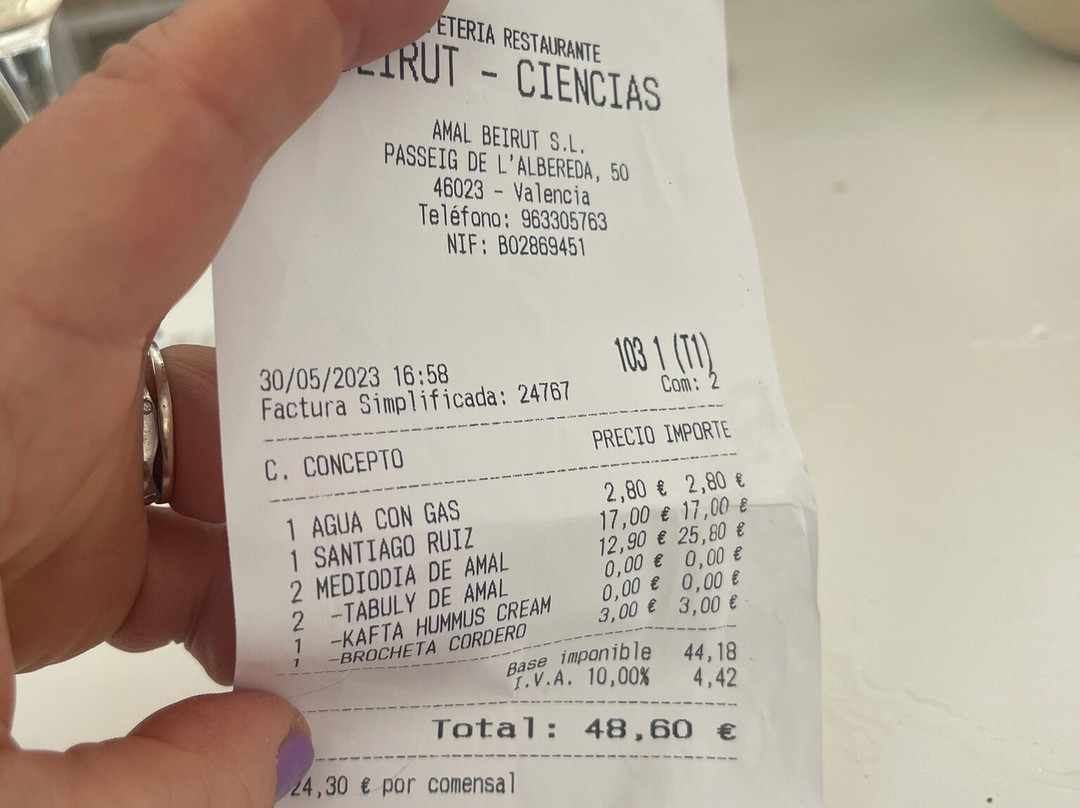 ETERIA RESTAURANTE
EIRUT - CIENCIAS
AMAL BEIRUT S.L.
PASSEIG DE L'ALBEREDA, 50
46023 - Valencia
Teléfono: 963305763
NIF: B02869451
103 1 (T1)
30/05/2023 16:58
Com: 2
Factura Simplificada: 24767
C. CONCEPTO PRECIO IMPORTE
1 AGUA CON GAS 2,80 € 2,80 €
1 SANTIAGO RUIZ 17,00 € 17,00 €
2 MEDIODIA DE AMAL 12,90 € 25,80 €
2 -TABULY DE AMAL 0,00 € 0,00 €
1 -KAFTA HUMMUS CREAM 0,00 € 0,00 €
1 -BROCHETA CORDERO 3,00 € 3,00 €
Base imponible 44,18
I.V.A. 10,00% 4,42
Total: 48,60 €
24,30 € por comensal